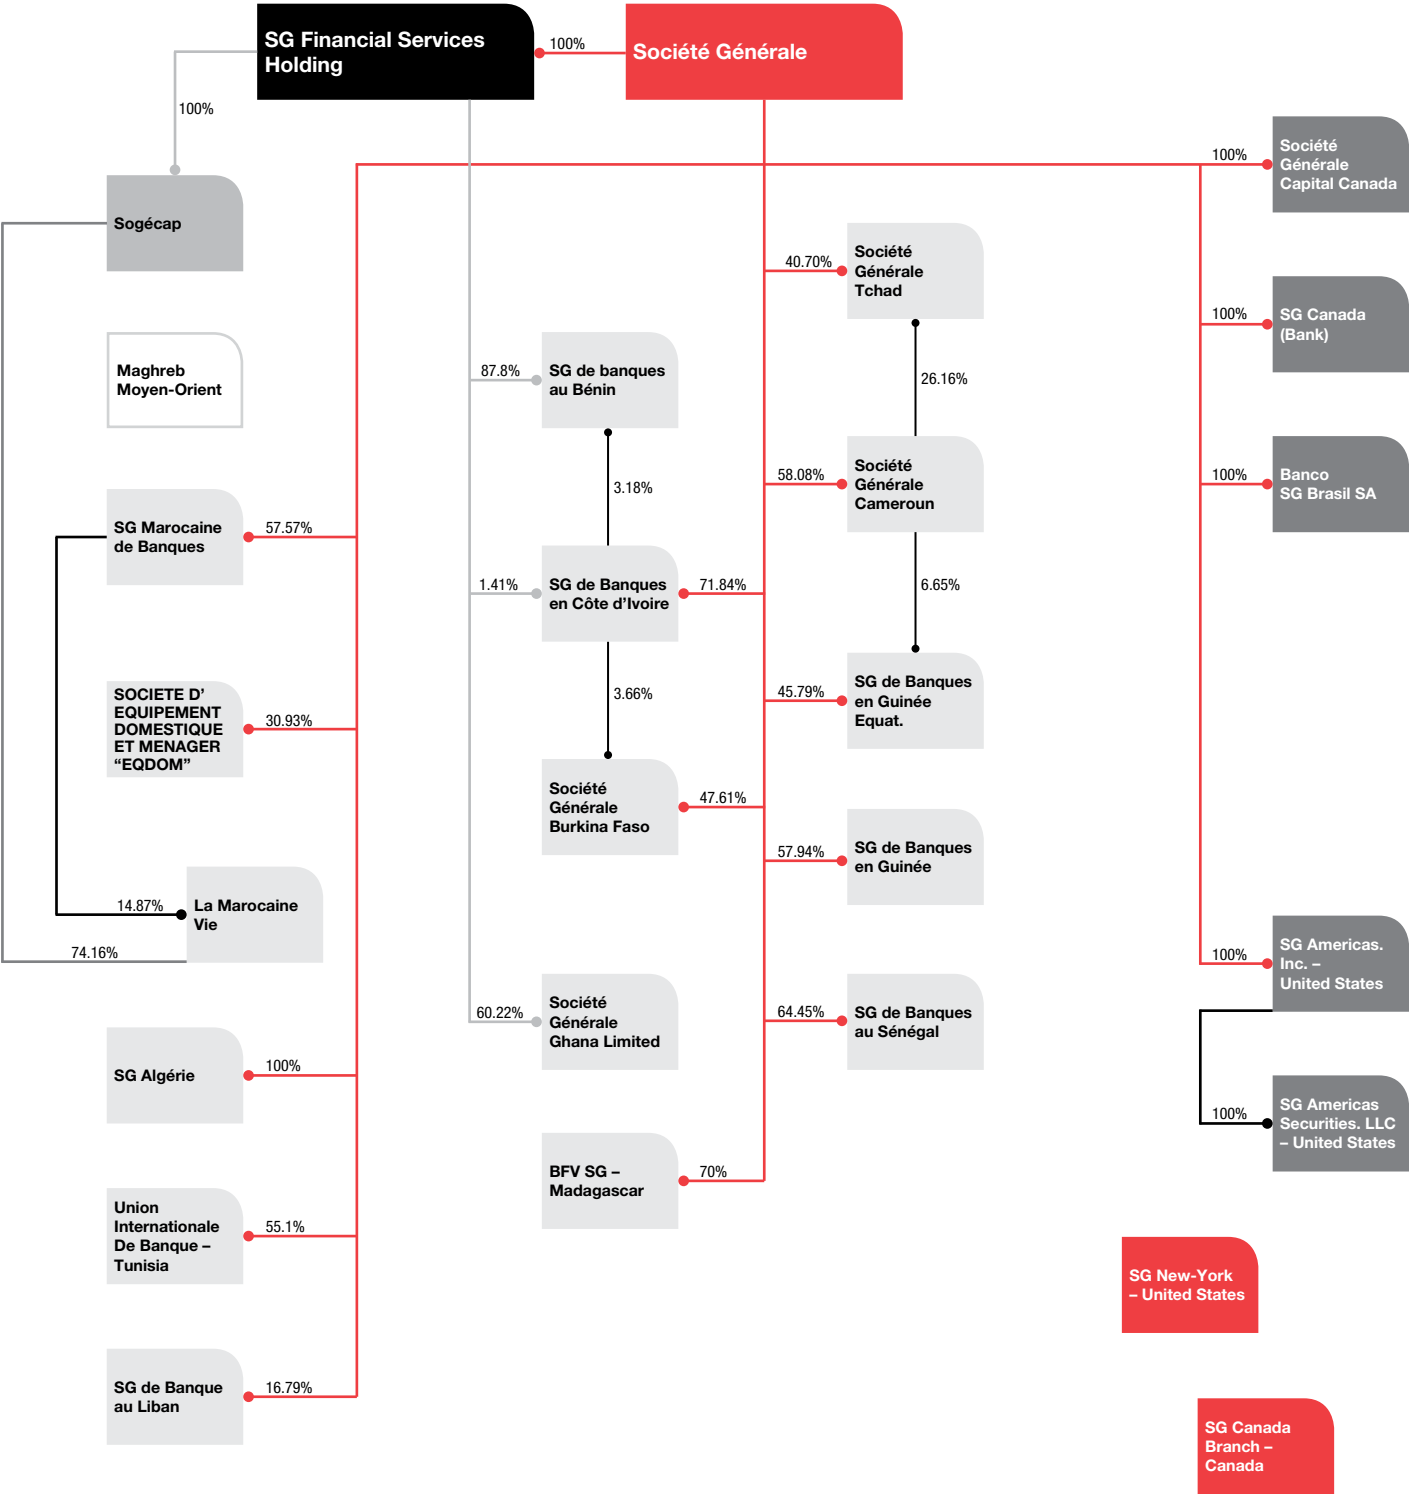 SG Financial Services
Holding
100%
Société Générale
100%
Sogécap
Maghreb
Moyen-Orient
SG Marocaine
de Banques
57.57%
SOCIETE D’
EQUIPEMENT
DOMESTIQUE
ET MENAGER
“EQDOM”
30.93%
14.87%
La Marocaine
Vie
74.16%
SG Algérie
100%
Union
Internationale
De Banque –
Tunisia
55.1%
SG de Banque
au Liban
16.79%
87.8%
SG de banques
au Bénin
3.18%
1.41%
SG de Banques
en Côte d’Ivoire
71.84%
3.66%
Société
Générale
Burkina Faso
47.61%
60.22%
Société
Générale
Ghana Limited
BFV SG –
Madagascar
70%
40.70%
Société
Générale
Tchad
26.16%
58.08%
Société
Générale
Cameroun
6.65%
45.79%
SG de Banques
en Guinée
Equat.
57.94%
SG de Banques
en Guinée
64.45%
SG de Banques
au Sénégal
100%
Société
Générale
Capital Canada
100%
SG Canada
(Bank)
100%
Banco
SG Brasil SA
100%
SG Americas.
Inc. –
United States
100%
SG Americas
Securities. LLC
– United States
SG New-York
– United States
SG Canada
Branch –
Canada